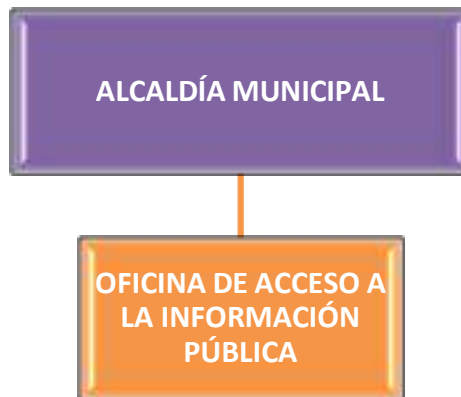 ALCALDÍA MUNICIPAL
OFICINA DE ACCESO A
LA INFORMACIÓN
PÚBLICA